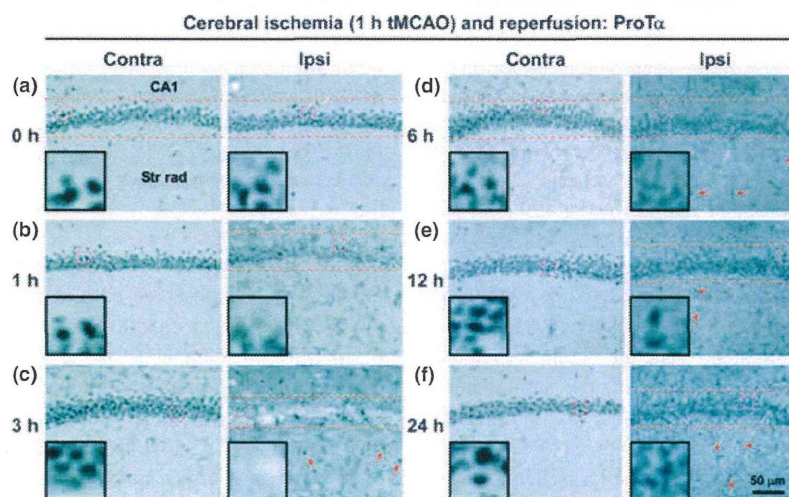 Cerebral ischemia (1 h tMCAO) and reperfusion: ProTα
Contra Ipsi Contra Ipsi
(a) CA1 (d)
0 h 6 h
Str rad
(b) (e)
1 h 12 h
(c) (f)
3 h 24 h
50 μm